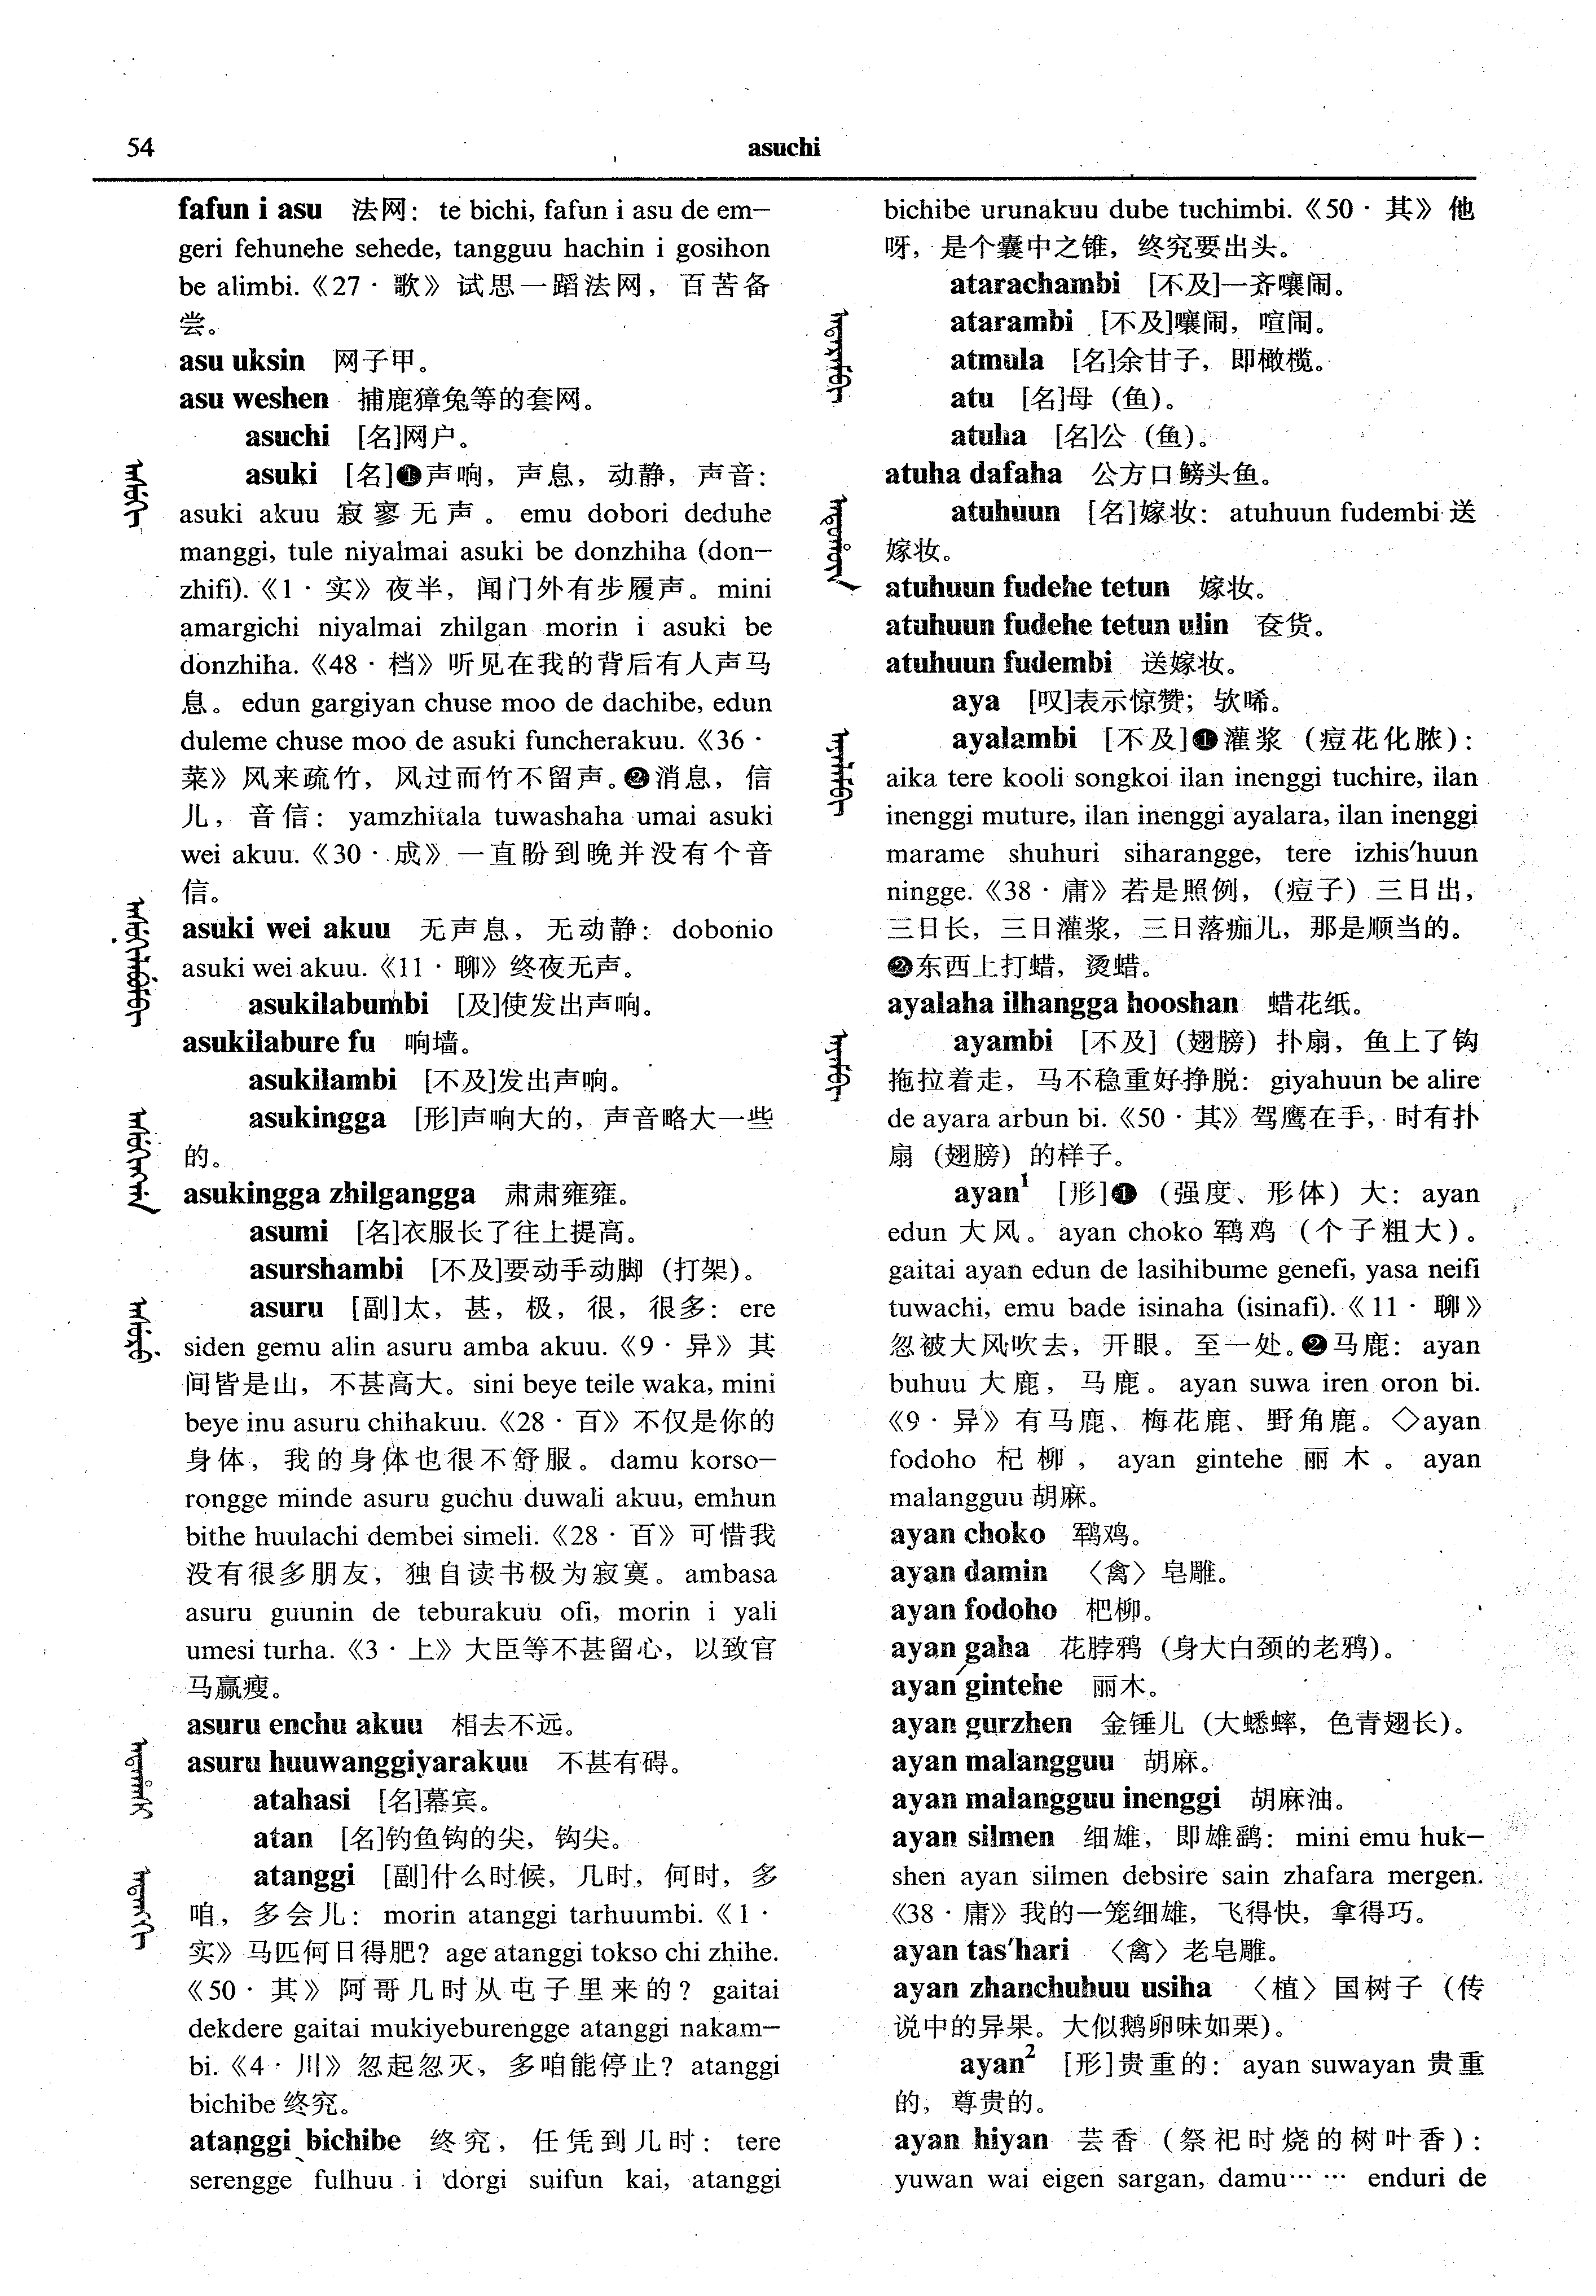 54
asuchi
fafun i asu 法网：te bichi, fafun i asu de em-
geri fehunehe sehede, tangguu hachin i gosihon
be alimbi.《27·歌》试思一蹈法网，百苦备
尝。
asu uksin 网子甲。
asu weshen 捕鹿獐兔等的套网。
asuchi [名]网户。
asuki [名]❶声响，声息，动静，声音：
asuki akuu 寂寥无声。emu dobori deduhe
manggi, tule niyalmai asuki be donzhiha (don-
zhifi).《1·实》夜半，闻门外有步履声。mini
amargichi niyalmai zhilgan morin i asuki be
donzhiha.《48·档》听见在我的背后有人声马
息。edun gargiyan chuse moo de dachibe, edun
duleme chuse moo de asuki funcherakuu.《36·
菜》风来疏竹，风过而竹不留声。❷消息，信
儿，音信：yamzhitala tuwashaha umai asuki
wei akuu.《30·成》一直盼到晚并没有个音
信。
asuki wei akuu 无声息，无动静：dobonio
asuki wei akuu.《11·聊》终夜无声。
asukilabumbi [及]使发出声响。
asukilabure fu 响墙。
asukilambi [不及]发出声响。
asukingga [形]声响大的，声音略大一些
的。
asukingga zhilgangga 肃肃雍雍。
asumi [名]衣服长了往上提高。
asurshambi [不及]要动手动脚（打架）。
asuru [副]太，甚，极，很，很多：ere
siden gemu alin asuru amba akuu.《9·异》其
间皆是山，不甚高大。sini beye teile waka, mini
beye inu asuru chihakuu.《28·百》不仅是你的
身体，我的身体也很不舒服。damu korso-
rongge minde asuru guchu duwali akuu, emhun
bithe huulachi dembei simeli.《28·百》可惜我
没有很多朋友，独自读书极为寂寞。ambasa
asuru guunin de teburakuu ofi, morin i yali
umesi turha.《3·上》大臣等不甚留心，以致官
马羸瘦。
asuru enchu akuu 相去不远。
asuru huuwanggiyarakuu 不甚有碍。
atahasi [名]幕宾。
atan [名]钓鱼钩的尖，钩尖。
atanggi [副]什么时候，几时，何时，多
咱，多会儿：morin atanggi tarhuumbi.《1·
实》马匹何日得肥？age atanggi tokso chi zhihe.
《50·其》阿哥几时从屯子里来的？gaitai
dekdere gaitai mukiyeburengge atanggi nakam-
bi.《4·川》忽起忽灭，多咱能停止？atanggi
bichibe 终究。
atanggi bichibe 终究，任凭到几时：tere
serengge fulhuu i dorgi suifun kai, atanggi
bichibe urunakuu dube tuchimbi.《50·其》他
呀，是个囊中之锥，终究要出头。
atarachambi [不及]一齐嚷闹。
atarambi [不及]嚷闹，喧闹。
atmula [名]余甘子，即橄榄。
atu [名]母（鱼）。
atuha [名]公（鱼）。
atuha dafaha 公方口鳑头鱼。
atuhuun [名]嫁妆：atuhuun fudembi 送
嫁妆。
atuhuun fudehe tetun 嫁妆。
atuhuun fudehe tetun ulin 奁货。
atuhuun fudembi 送嫁妆。
aya [叹]表示惊赞；欤唏。
ayalambi [不及]❶灌浆（痘花化脓）：
aika tere kooli songkoi ilan inenggi tuchire, ilan
inenggi muture, ilan inenggi ayalara, ilan inenggi
marame shuhuri siharangge, tere izhis'huun
ningge.《38·庸》若是照例，（痘子）三日出，
三日长，三日灌浆，三日落痂儿，那是顺当的。
❷东西上打蜡，烫蜡。
ayalaha ilhangga hooshan 蜡花纸。
ayambi [不及]（翅膀）扑扇，鱼上了钩
拖拉着走，马不稳重好挣脱：giyahuun be alire
de ayara arbun bi.《50·其》驾鹰在手，时有扑
扇（翅膀）的样子。
ayan¹ [形]❶（强度、形体）大：ayan
edun 大风。ayan choko 鹎鸡（个子粗大）。
gaitai ayan edun de lasihibume genefi, yasa neifi
tuwachi, emu bade isinaha (isinafi).《11·聊》
忽被大风吹去，开眼。至一处。❷马鹿：ayan
buhuu 大鹿，马鹿。ayan suwa iren oron bi.
《9·异》有马鹿、梅花鹿、野角鹿。◇ayan
fodoho 杞柳，ayan gintehe 丽木。ayan
malangguu 胡麻。
ayan choko 鹎鸡。
ayan damin 〈禽〉皂雕。
ayan fodoho 杞柳。
ayan gaha 花脖鸦（身大白颈的老鸦）。
ayan gintehe 丽木。
ayan gurzhen 金锤儿（大蟋蟀，色青翅长）。
ayan malangguu 胡麻。
ayan malangguu inenggi 胡麻油。
ayan silmen 细雄，即雄鹞：mini emu huk-
shen ayan silmen debsire sain zhafara mergen.
《38·庸》我的一笼细雄，飞得快，拿得巧。
ayan tas'hari 〈禽〉老皂雕。
ayan zhanchuhuu usiha 〈植〉国树子（传
说中的异果。大似鹅卵味如栗）。
ayan² [形]贵重的：ayan suwayan 贵重
的；尊贵的。
ayan hiyan 芸香（祭祀时烧的树叶香）：
yuwan wai eigen sargan, damu…… enduri de